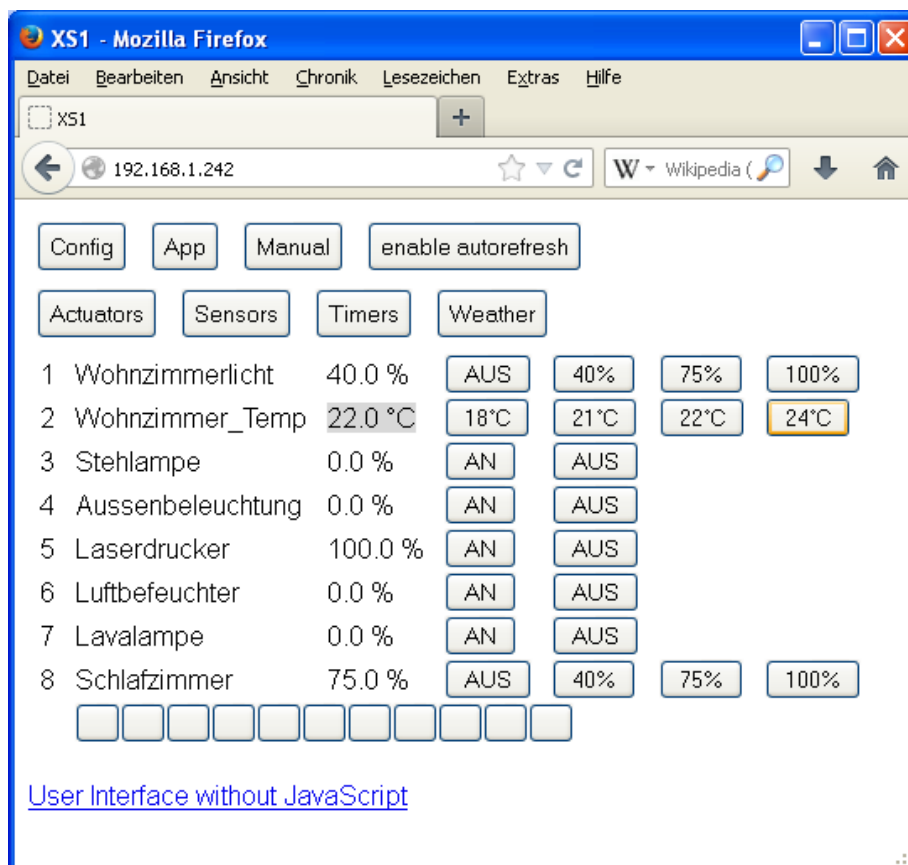 XS1 - Mozilla Firefox
Datei Bearbeiten Ansicht Chronik Lesezeichen Extras Hilfe
XS1 +
192.168.1.242 W Wikipedia (
Config App Manual enable autorefresh
Actuators Sensors Timers Weather
1 Wohnzimmerlicht 40.0 % AUS 40% 75% 100%
2 Wohnzimmer_Temp 22.0 °C 18°C 21°C 22°C 24°C
3 Stehlampe 0.0 % AN AUS
4 Aussenbeleuchtung 0.0 % AN AUS
5 Laserdrucker 100.0 % AN AUS
6 Luftbefeuchter 0.0 % AN AUS
7 Lavalampe 0.0 % AN AUS
8 Schlafzimmer 75.0 % AUS 40% 75% 100%
User Interface without JavaScript